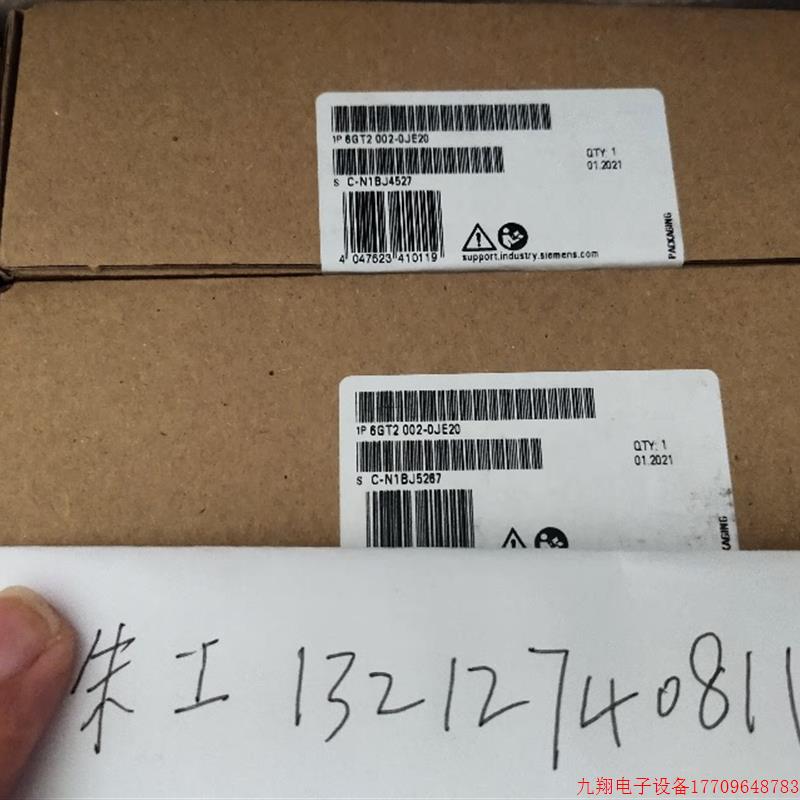 1P 6GT2 002-0JE20
S C-N1BJ4527
QTY: 1
01.2021
4 047623 410119
support.industry.siemens.com
PACKAGING
1P 6GT2 002-0JE20
S C-N1BJ5267
QTY: 1
01.2021
KAGING
朱工 13212740811
九翔电子设备17709648783